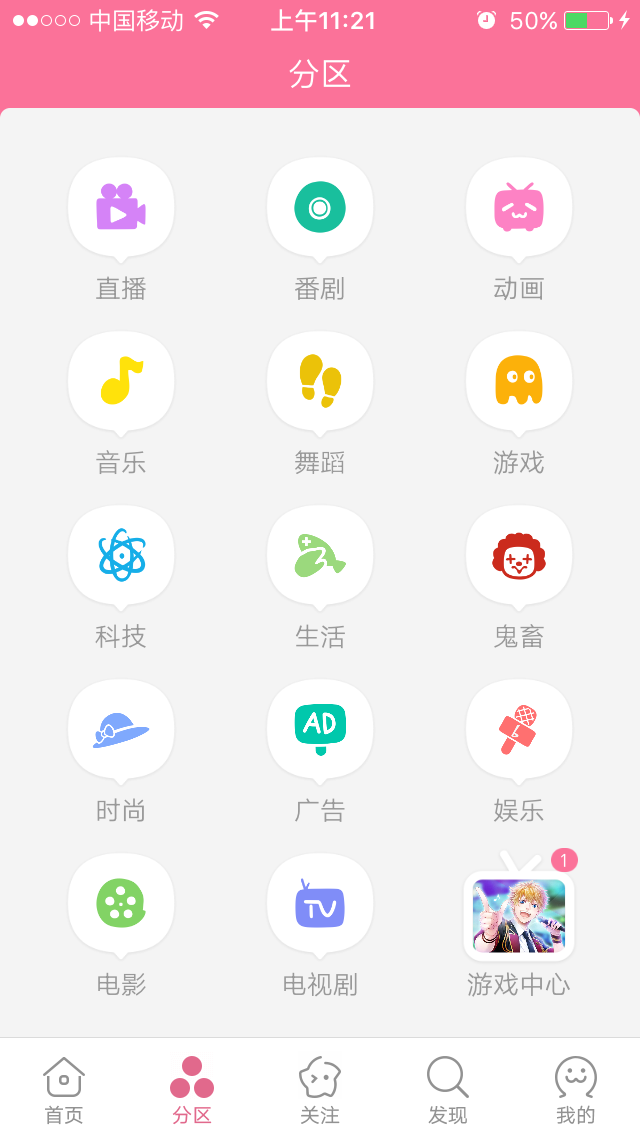 中国移动 上午11:21 50%
分区
直播 番剧 动画
音乐 舞蹈 游戏
科技 生活 鬼畜
AD
时尚 广告 娱乐
TV
1
电影 电视剧 游戏中心
首页 分区 关注 发现 我的